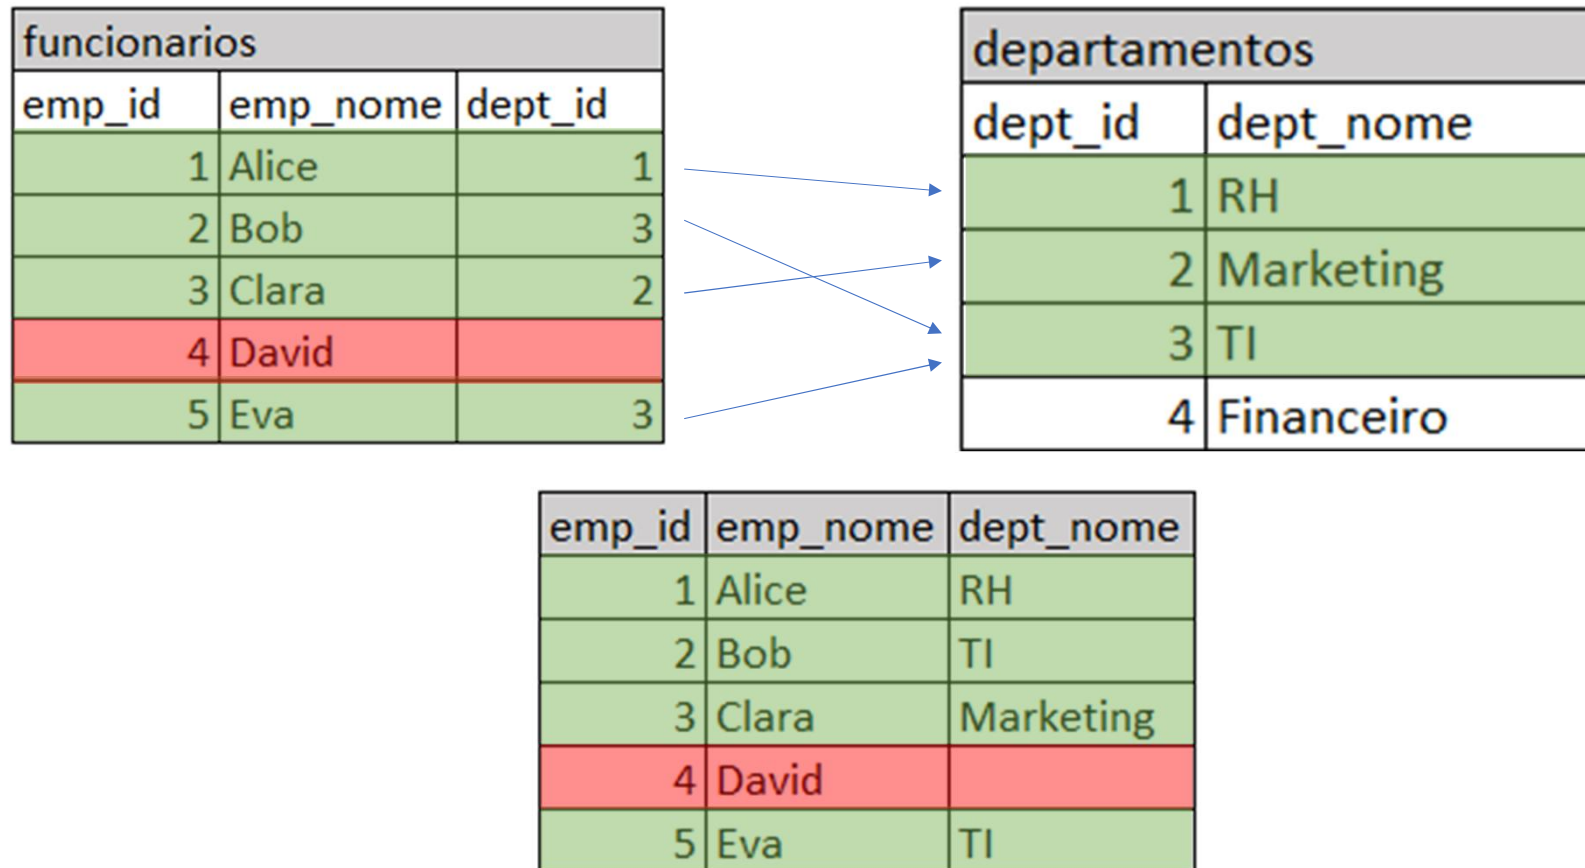 funcionarios
emp_id emp_nome dept_id
1 Alice 1
2 Bob 3
3 Clara 2
4 David
5 Eva 3
departamentos
dept_id dept_nome
1 RH
2 Marketing
3 TI
4 Financeiro
emp_id emp_nome dept_nome
1 Alice RH
2 Bob TI
3 Clara Marketing
4 David
5 Eva TI